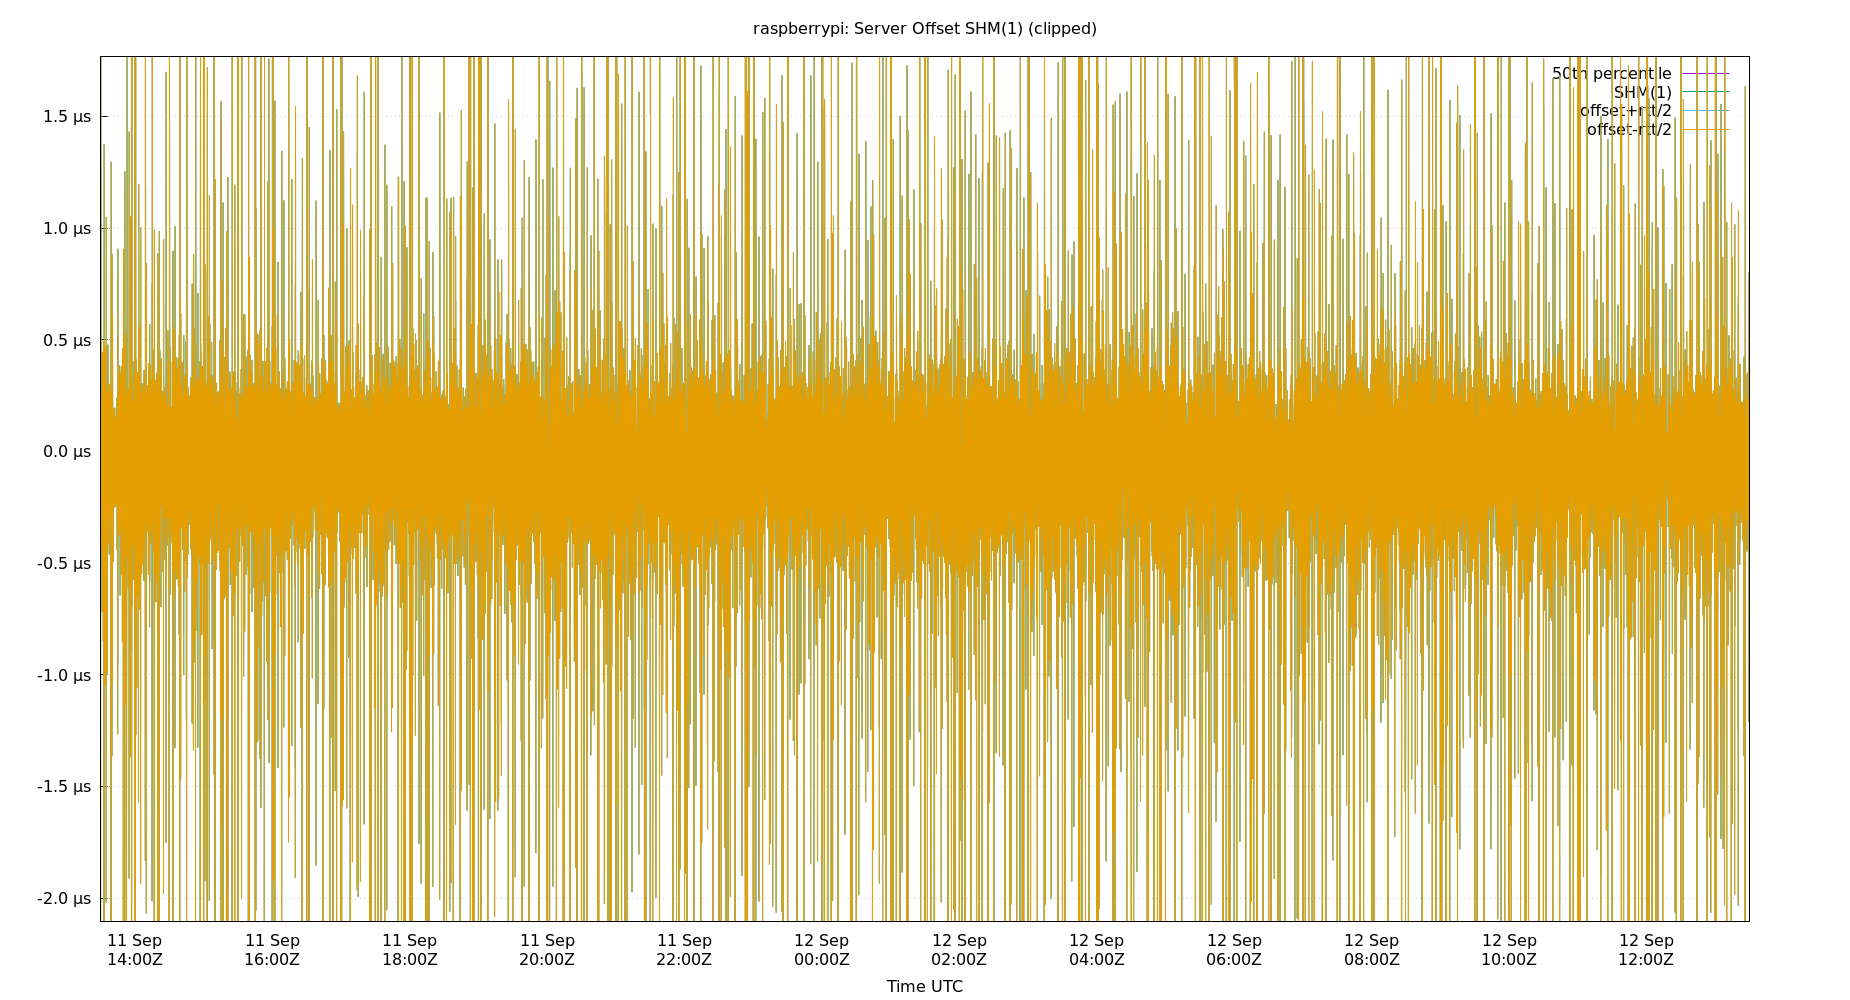 raspberrypi: Server Offset SHM(1) (clipped)
50th percentile
SHM(1)
offset+rtt/2
offset-rtt/2
1.5 µs
1.0 µs
0.5 µs
0.0 µs
-0.5 µs
-1.0 µs
-1.5 µs
-2.0 µs
11 Sep 11 Sep 11 Sep 11 Sep 11 Sep 12 Sep 12 Sep 12 Sep 12 Sep 12 Sep 12 Sep 12 Sep
14:00Z 16:00Z 18:00Z 20:00Z 22:00Z 00:00Z 02:00Z 04:00Z 06:00Z 08:00Z 10:00Z 12:00Z
Time UTC